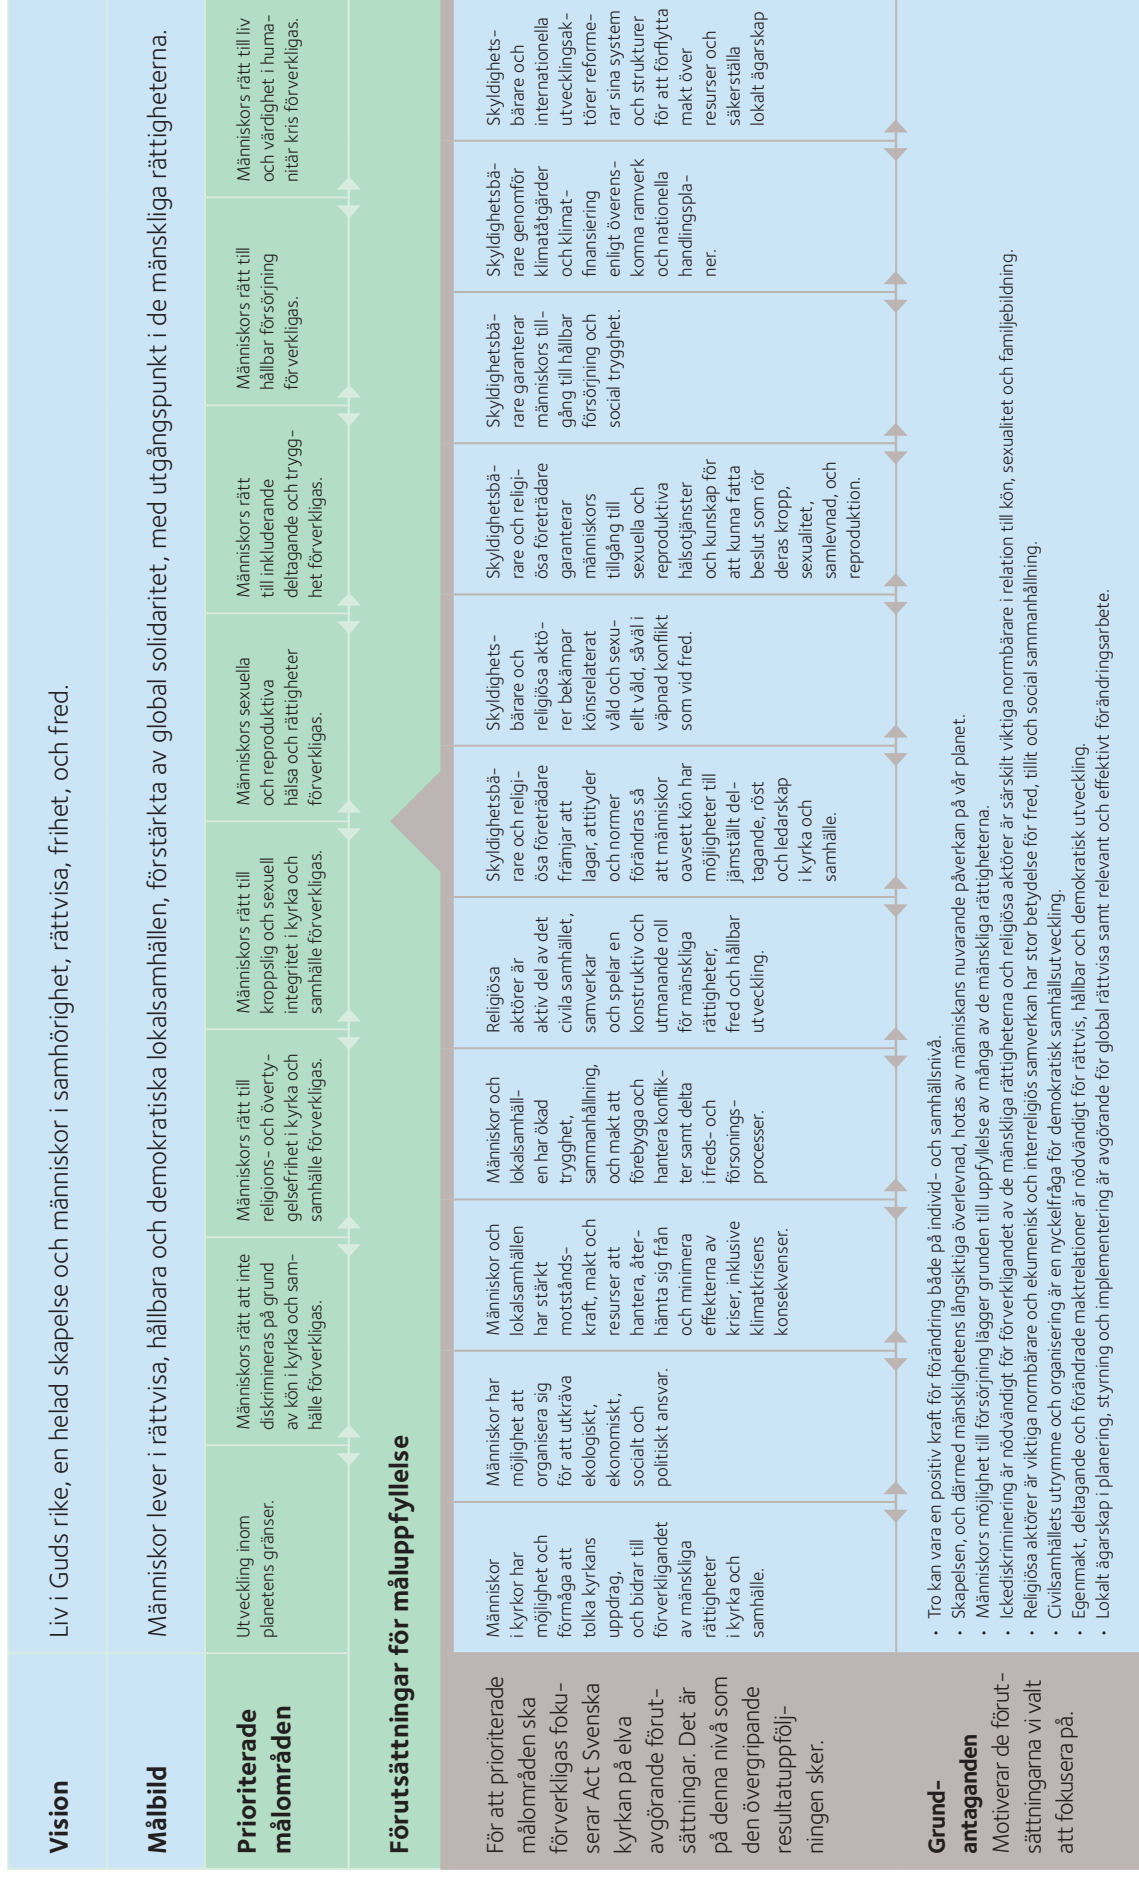 Vision
Liv i Guds rike, en helad skapelse och människor i samhörighet, rättvisa, frihet, och fred.
Målbild
Människor lever i rättvisa, hållbara och demokratiska lokalsamhällen, förstärkta av global solidaritet, med utgångspunkt i de mänskliga rättigheterna.
Prioriterade
målområden
Utveckling inom
planetens gränser.
Människors rätt att inte
diskrimineras på grund
av kön i kyrka och sam-
hälle förverkligas.
Människors rätt till
religions- och överty-
gelsefrihet i kyrka och
samhälle förverkligas.
Människors rätt till
kroppslig och sexuell
integritet i kyrka och
samhälle förverkligas.
Människors sexuella
och reproduktiva
hälsa och rättigheter
förverkligas.
Människors rätt
till inkluderande
deltagande och trygg-
het förverkligas.
Människors rätt till
hållbar försörjning
förverkligas.
Människors rätt till liv
och värdighet i huma-
nitär kris förverkligas.
Förutsättningar för måluppfyllelse
För att prioriterade
målområden ska
förverkligas foku-
serar Act Svenska
kyrkan på elva
avgörande förut-
sättningar. Det är
på denna nivå som
den övergripande
resultatuppfölj-
ningen sker.
Människor
i kyrkor har
möjlighet och
förmåga att
tolka kyrkans
uppdrag,
och bidrar till
förverkligandet
av mänskliga
rättigheter
i kyrka och
samhälle.
Människor har
möjlighet att
organisera sig
för att utkräva
ekologiskt,
ekonomiskt,
socialt och
politiskt ansvar.
Människor och
lokalsamhällen
har stärkt
motstånds-
kraft, makt och
resurser att
hantera, åter-
hämta sig från
och minimera
effekterna av
kriser, inklusive
klimatkrisens
konsekvenser.
Människor och
lokalsamhäll-
en har ökad
trygghet,
sammanhållning,
och makt att
förebygga och
hantera konflik-
ter samt delta
i freds- och
försonings-
processer.
Religiösa
aktörer är
aktiv del av det
civila samhället,
samverkar
och spelar en
konstruktiv och
utmanande roll
för mänskliga
rättigheter,
fred och hållbar
utveckling.
Skyldighetsbä-
rare och religi-
ösa företrädare
främjar att
lagar, attityder
och normer
förändras så
att människor
oavsett kön har
möjligheter till
jämställt del-
tagande, röst
och ledarskap
i kyrka och
samhälle.
Skyldighets-
bärare och
religiösa aktö-
rer bekämpar
könsrelaterat
våld och sexu-
ellt våld, såväl i
väpnad konflikt
som vid fred.
Skyldighetsbä-
rare och religi-
ösa företrädare
garanterar
människors
tillgång till
sexuella och
reproduktiva
hälsotjänster
och kunskap för
att kunna fatta
beslut som rör
deras kropp,
sexualitet,
samlevnad, och
reproduktion.
Skyldighetsbä-
rare garanterar
människors till-
gång till hållbar
försörjning och
social trygghet.
Skyldighetsbä-
rare genomför
klimatåtgärder
och klimat-
finansiering
enligt överens-
komna ramverk
och nationella
handlingspla-
ner.
Skyldighets-
bärare och
internationella
utvecklingsak-
törer reforme-
rar sina system
och strukturer
för att förflytta
makt över
resurser och
säkerställa
lokalt ägarskap
Grund-
antaganden
Motiverar de förut-
sättningarna vi valt
att fokusera på.
• Tro kan vara en positiv kraft för förändring både på individ- och samhällsnivå.
• Skapelsen, och därmed mänsklighetens långsiktiga överlevnad, hotas av människans nuvarande påverkan på vår planet.
• Människors möjlighet till försörjning lägger grunden till uppfyllelse av många av de mänskliga rättigheterna.
• Ickediskriminering är nödvändigt för förverkligandet av de mänskliga rättigheterna och religiösa aktörer är särskilt viktiga normbärare i relation till kön, sexualitet och familjebildning.
• Religiösa aktörer är viktiga normbärare och ekumenisk och interreligiös samverkan har stor betydelse för fred, tillit och social sammanhållning.
• Civilsamhällets utrymme och organisering är en nyckelfråga för demokratisk samhällsutveckling.
• Egenmakt, deltagande och förändrade maktrelationer är nödvändigt för rättvis, hållbar och demokratisk utveckling.
• Lokalt ägarskap i planering, styrning och implementering är avgörande för global rättvisa samt relevant och effektivt förändringsarbete.